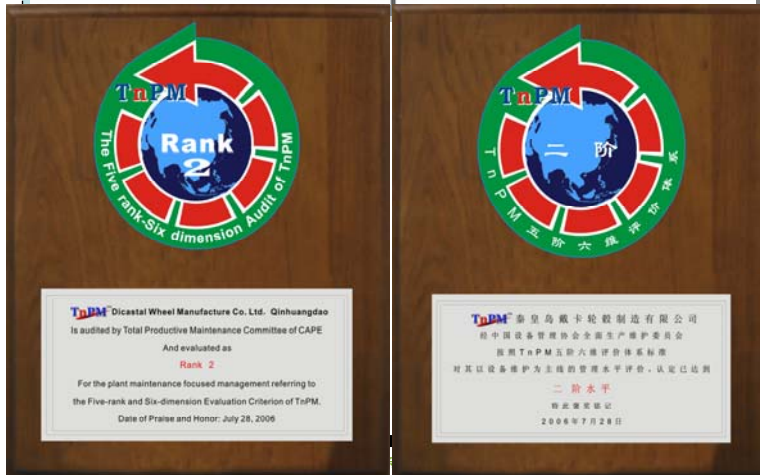 TnPM
Rank
2
The Five rank-Six dimension Audit of TnPM
TnPM Dicastal Wheel Manufacture Co. Ltd. Qinhuangdao
Is audited by Total Productive Maintenance Committee of CAPE
And evaluated as
Rank 2
For the plant maintenance focused management referring to
the Five-rank and Six-dimension Evaluation Criterion of TnPM.
Date of Praise and Honor: July 28, 2006
TnPM
二 阶
TnPM五阶六维评价体系
TnPM 秦皇岛戴卡轮毂制造有限公司
经中国设备管理协会全面生产维护委员会
按照TnPM五阶六维评价体系标准
对其以设备维护为主线的管理水平评价、认定已达到
二 阶 水 平
特此褒奖铭记
2006年7月28日